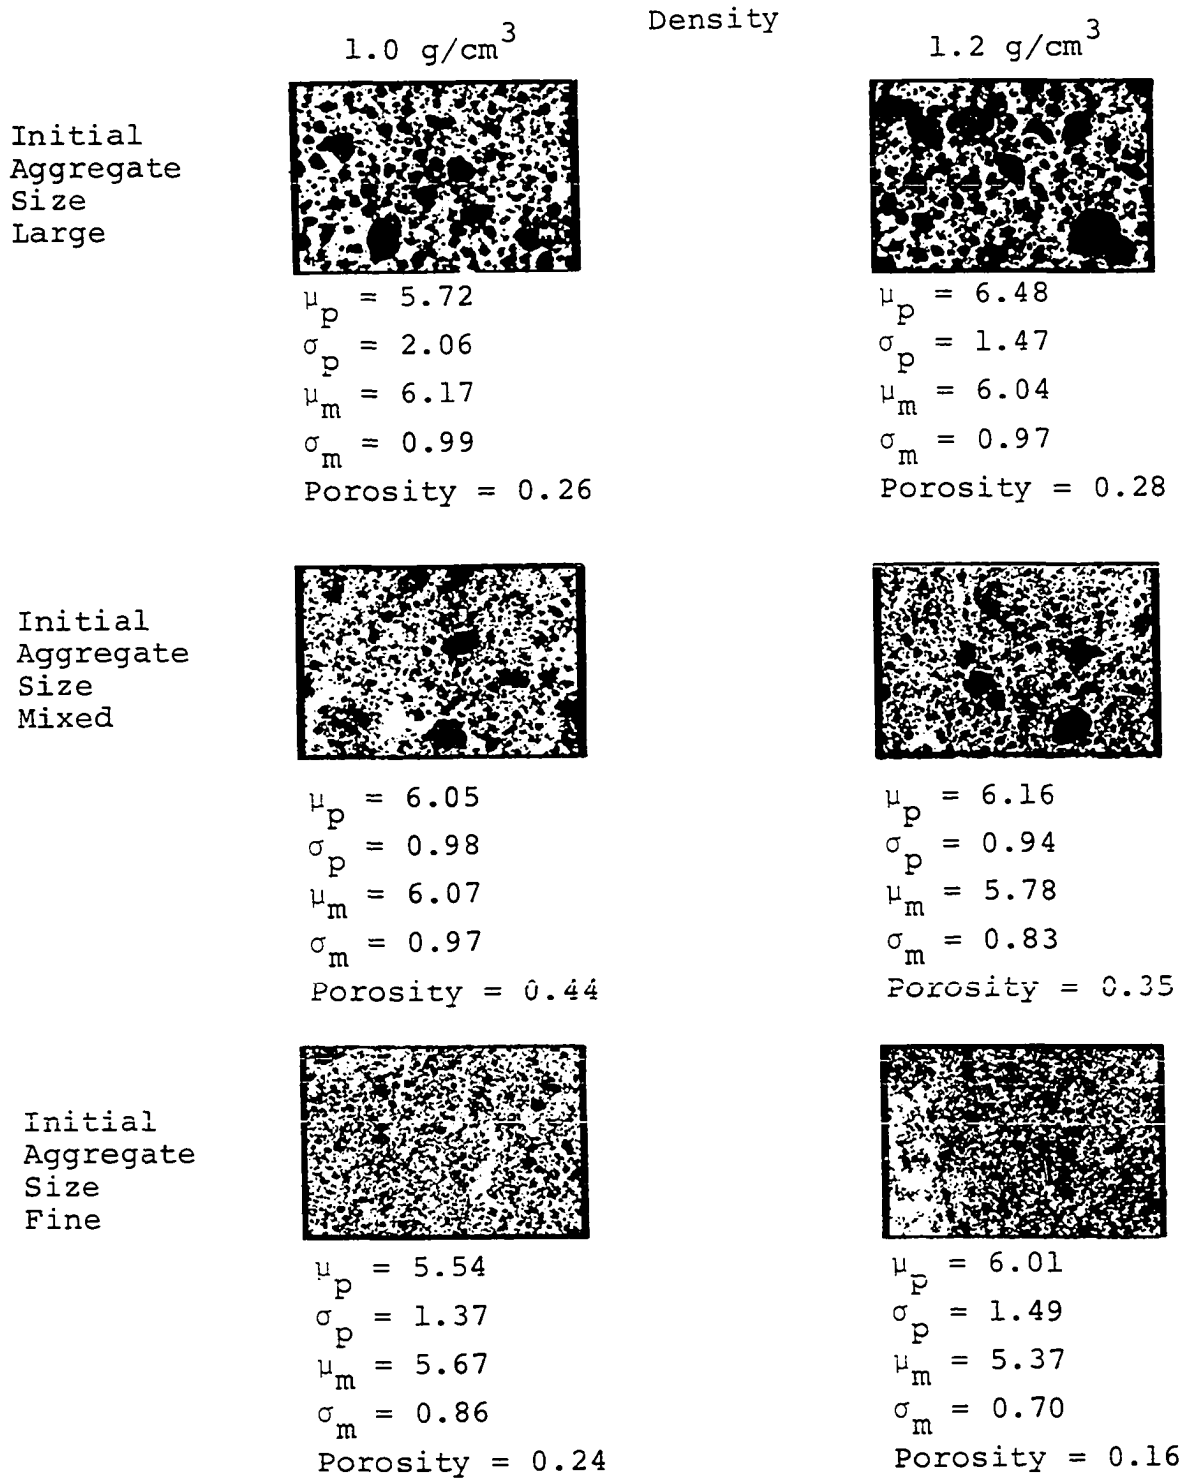 Density
1.0 g/cm³
1.2 g/cm³
Initial
Aggregate
Size
Large
μp = 5.72
σp = 2.06
μm = 6.17
σm = 0.99
Porosity = 0.26
μp = 6.48
σp = 1.47
μm = 6.04
σm = 0.97
Porosity = 0.28
Initial
Aggregate
Size
Mixed
μp = 6.05
σp = 0.98
μm = 6.07
σm = 0.97
Porosity = 0.44
μp = 6.16
σp = 0.94
μm = 5.78
σm = 0.83
Porosity = 0.35
Initial
Aggregate
Size
Fine
μp = 5.54
σp = 1.37
μm = 5.67
σm = 0.86
Porosity = 0.24
μp = 6.01
σp = 1.49
μm = 5.37
σm = 0.70
Porosity = 0.16